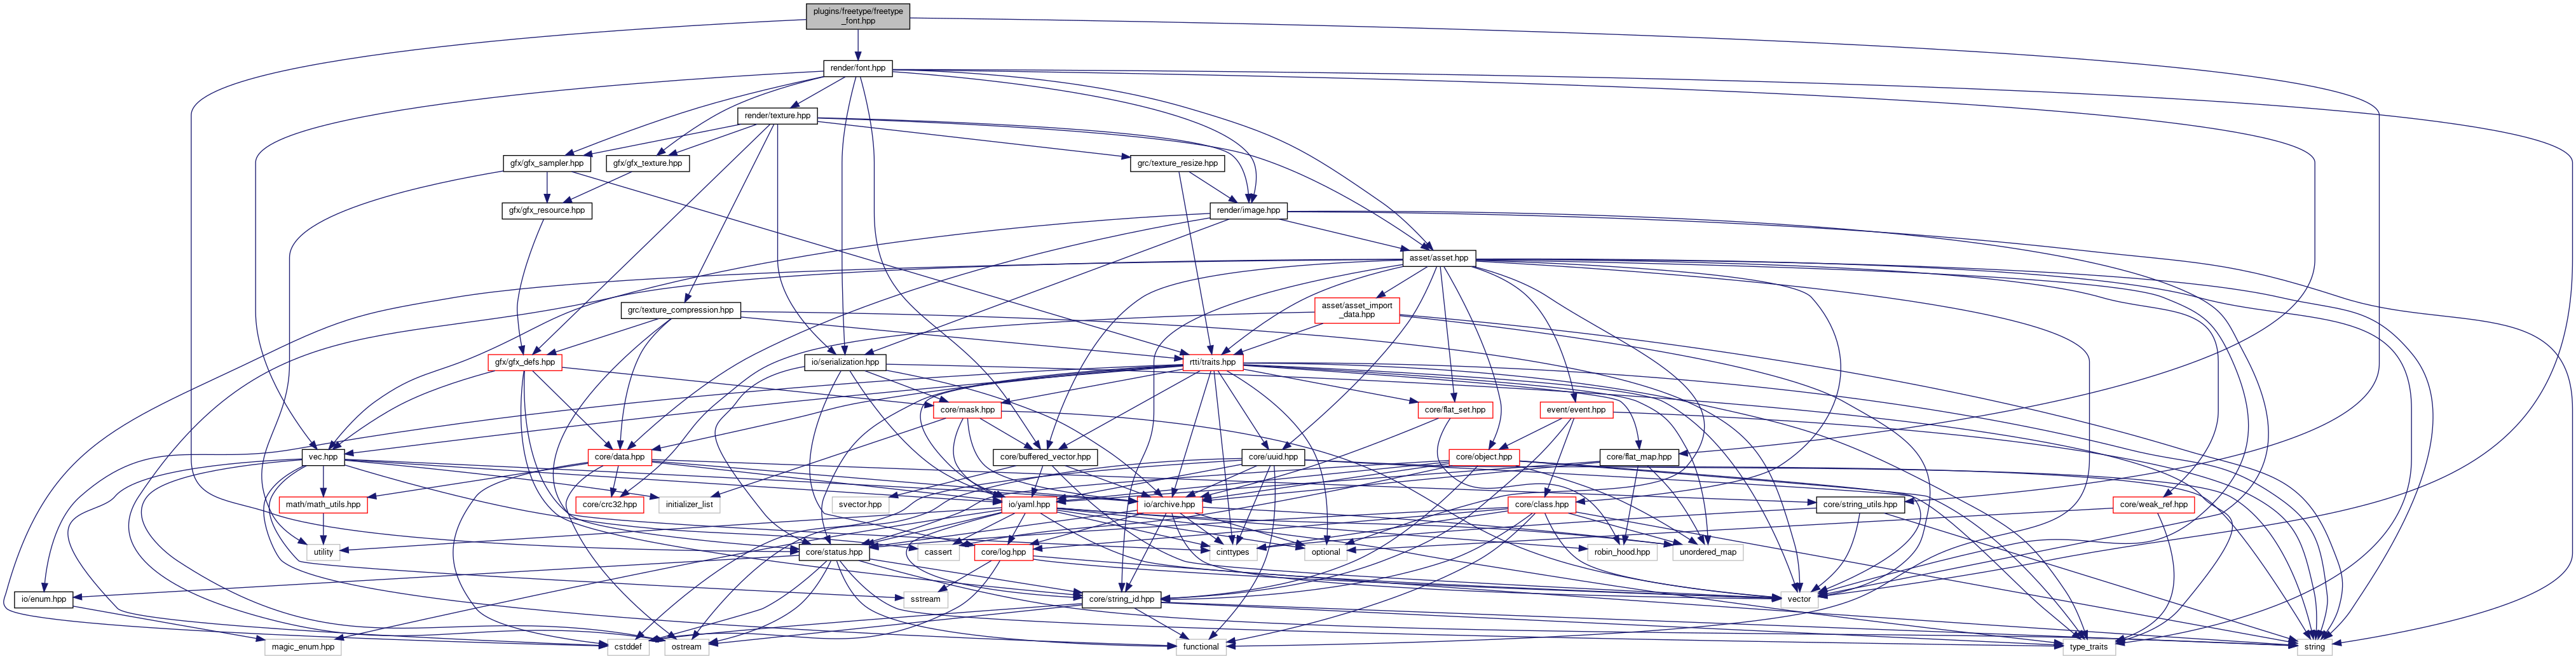 plugins/freetype/freetype
_font.hpp
render/font.hpp
render/texture.hpp
gfx/gfx_sampler.hpp
gfx/gfx_texture.hpp
grc/texture_resize.hpp
gfx/gfx_resource.hpp
render/image.hpp
asset/asset.hpp
grc/texture_compression.hpp
asset/asset_import
_data.hpp
gfx/gfx_defs.hpp
io/serialization.hpp
rtti/traits.hpp
core/mask.hpp
core/flat_set.hpp
event/event.hpp
vec.hpp
core/data.hpp
core/buffered_vector.hpp
core/uuid.hpp
core/object.hpp
core/flat_map.hpp
math/math_utils.hpp
core/crc32.hpp
initializer_list
svector.hpp
io/yaml.hpp
io/archive.hpp
core/class.hpp
core/string_utils.hpp
core/weak_ref.hpp
utility
core/status.hpp
cassert
core/log.hpp
cinttypes
optional
robin_hood.hpp
unordered_map
io/enum.hpp
sstream
core/string_id.hpp
vector
magic_enum.hpp
cstddef
ostream
functional
type_traits
string